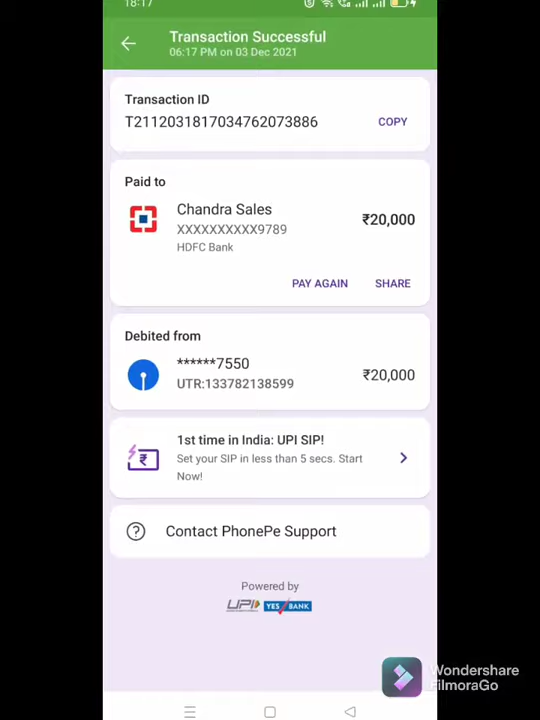 18:17
Transaction Successful
06:17 PM on 03 Dec 2021
Transaction ID
T2112031817034762073886
COPY
Paid to
Chandra Sales
₹20,000
XXXXXXXXXX9789
HDFC Bank
PAY AGAIN
SHARE
Debited from
******7550
₹20,000
UTR:133782138599
1st time in India: UPI SIP!
Set your SIP in less than 5 secs. Start
Now!
Contact PhonePe Support
Powered by
UPI
YES BANK
Wondershare
FilmoraGo